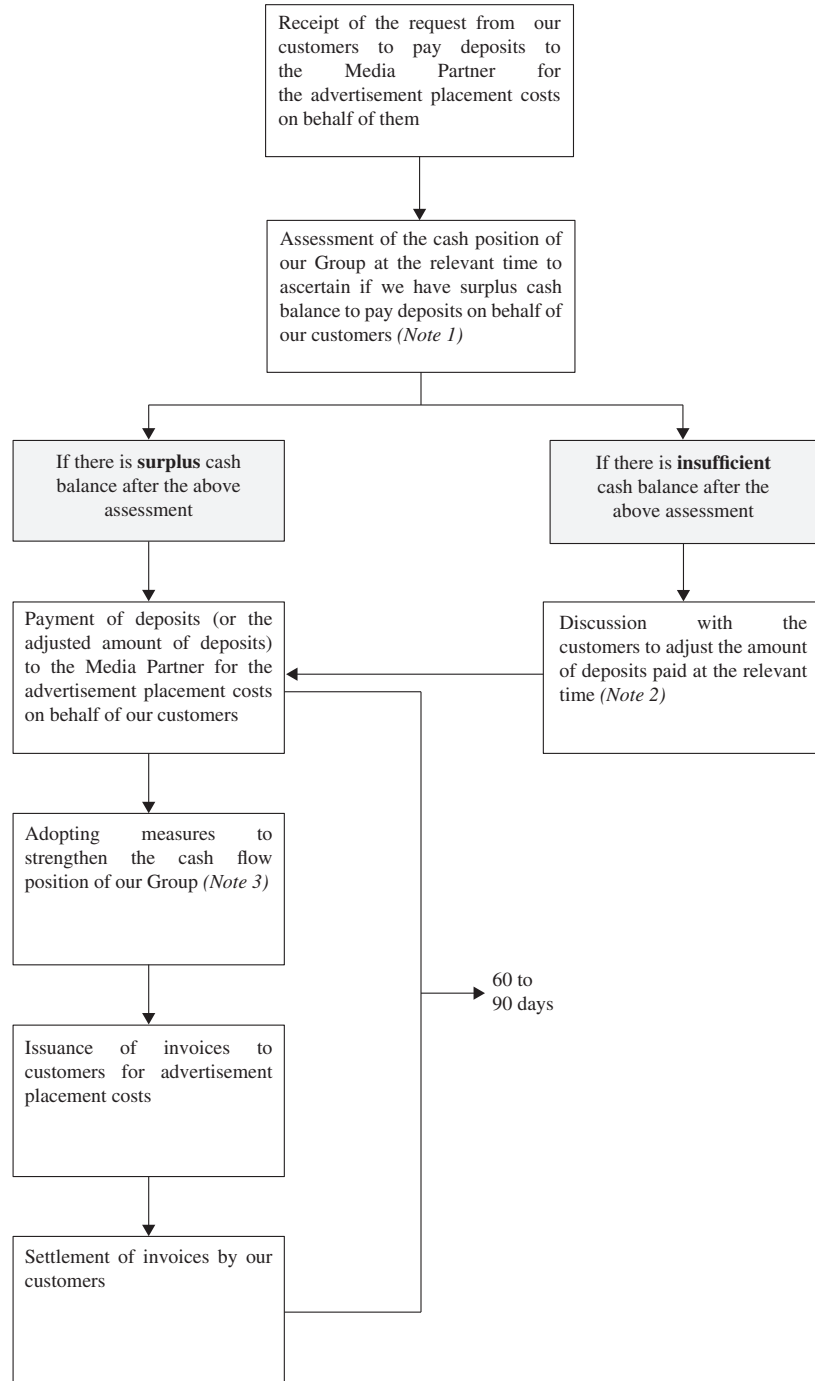 Receipt of the request from our
customers to pay deposits to
the Media Partner for
the advertisement placement costs
on behalf of them
Assessment of the cash position of
our Group at the relevant time to
ascertain if we have surplus cash
balance to pay deposits on behalf of
our customers (Note 1)
If there is surplus cash
balance after the above
assessment
If there is insufficient
cash balance after the
above assessment
Payment of deposits (or the
adjusted amount of deposits)
to the Media Partner for the
advertisement placement costs
on behalf of our customers
Discussion with the
customers to adjust the amount
of deposits paid at the relevant
time (Note 2)
Adopting measures to
strengthen the cash flow
position of our Group (Note 3)
60 to
90 days
Issuance of invoices to
customers for advertisement
placement costs
Settlement of invoices by our
customers